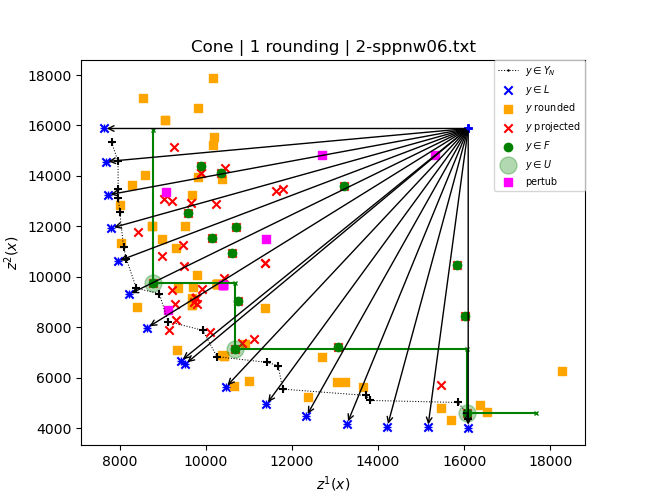 Cone | 1 rounding | 2-sppnw06.txt
18000
16000
14000
12000
10000
8000
6000
4000
z²(x)
8000 10000 12000 14000 16000 18000
z¹(x)
y ∈ Y_N
y ∈ L
y rounded
y projected
y ∈ F
y ∈ U
pertub